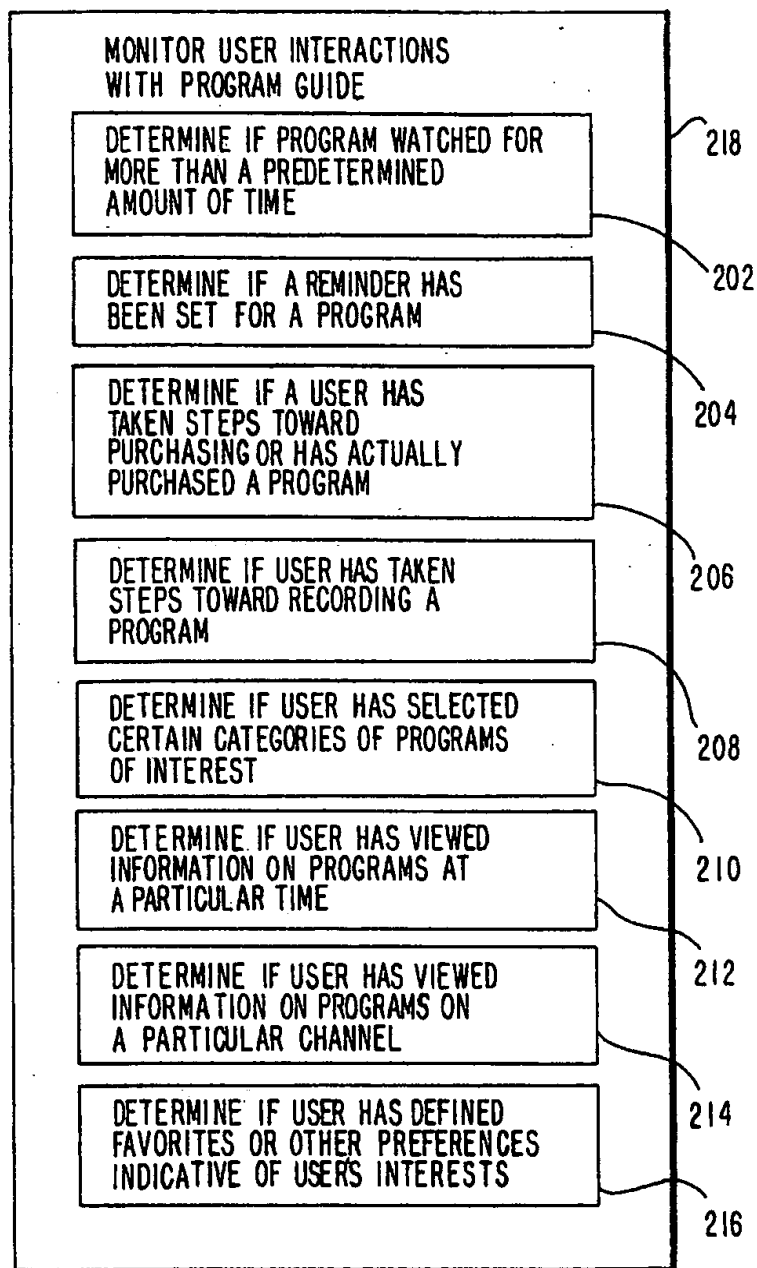 MONITOR USER INTERACTIONS
WITH PROGRAM GUIDE
218
DETERMINE IF PROGRAM WATCHED FOR
MORE THAN A PREDETERMINED
AMOUNT OF TIME
202
DETERMINE IF A REMINDER HAS
BEEN SET FOR A PROGRAM
204
DETERMINE IF A USER HAS
TAKEN STEPS TOWARD
PURCHASING OR HAS ACTUALLY
PURCHASED A PROGRAM
206
DETERMINE IF USER HAS TAKEN
STEPS TOWARD RECORDING A
PROGRAM
208
DETERMINE IF USER HAS SELECTED
CERTAIN CATEGORIES OF PROGRAMS
OF INTEREST
210
DETERMINE IF USER HAS VIEWED
INFORMATION ON PROGRAMS AT
A PARTICULAR TIME
212
DETERMINE IF USER HAS VIEWED
INFORMATION ON PROGRAMS ON
A PARTICULAR CHANNEL
214
DETERMINE IF USER HAS DEFINED
FAVORITES OR OTHER PREFERENCES
INDICATIVE OF USER'S INTERESTS
216